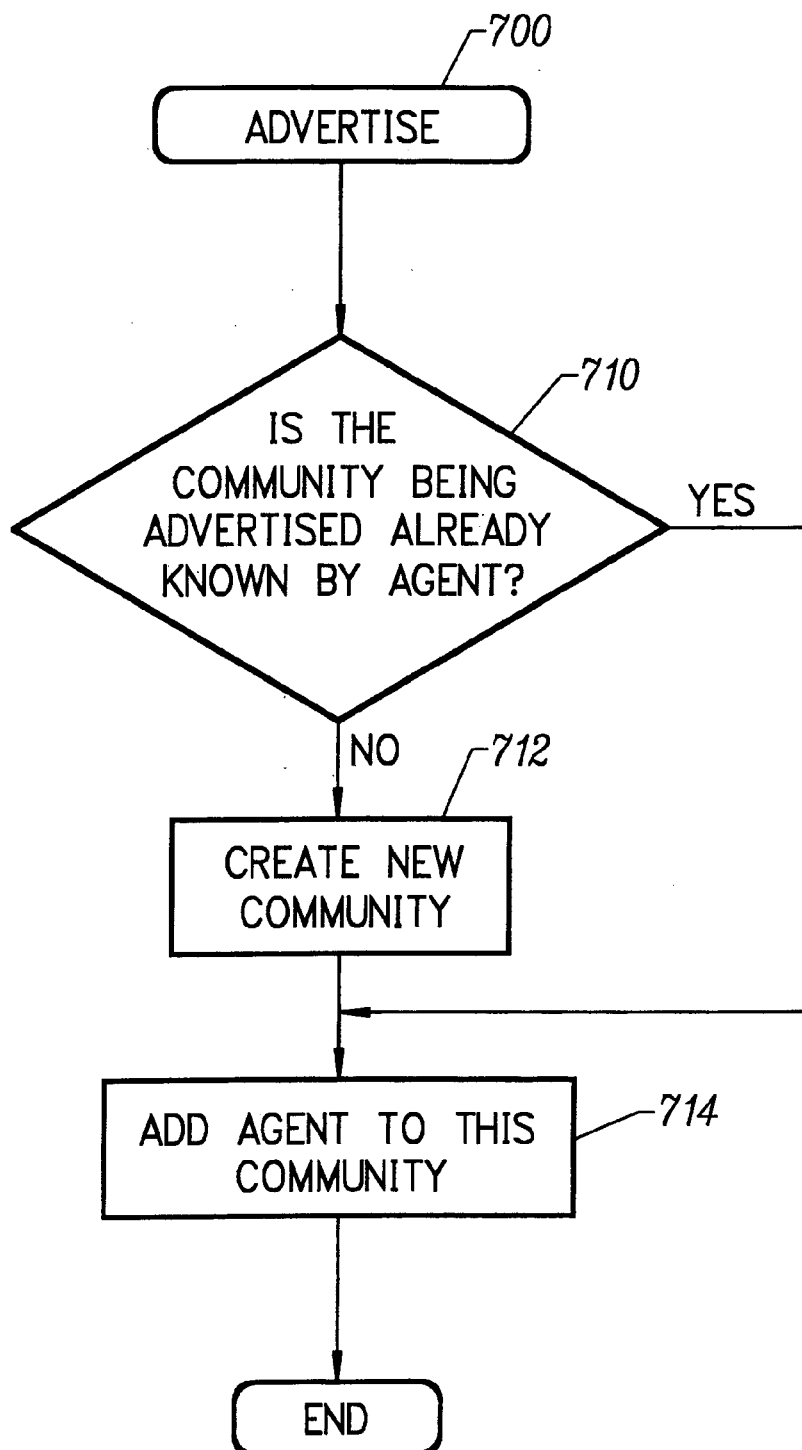 700
ADVERTISE
710
IS THE
COMMUNITY BEING
ADVERTISED ALREADY
KNOWN BY AGENT?
YES
NO
712
CREATE NEW
COMMUNITY
714
ADD AGENT TO THIS
COMMUNITY
END